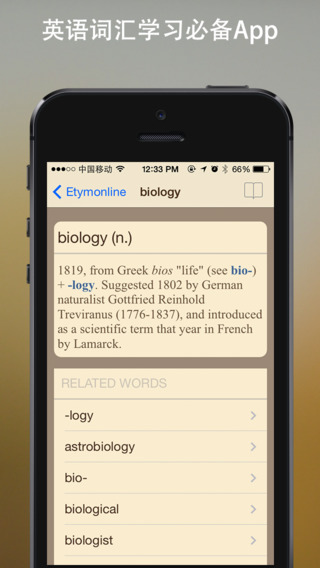 英语词汇学习必备App
中国移动 12:33 PM 66%
Etymonline biology
biology (n.)
1819, from Greek bios "life" (see bio-)
+ -logy. Suggested 1802 by German
naturalist Gottfried Reinhold
Treviranus (1776-1837), and introduced
as a scientific term that year in French
by Lamarck.
RELATED WORDS
-logy
astrobiology
bio-
biological
biologist